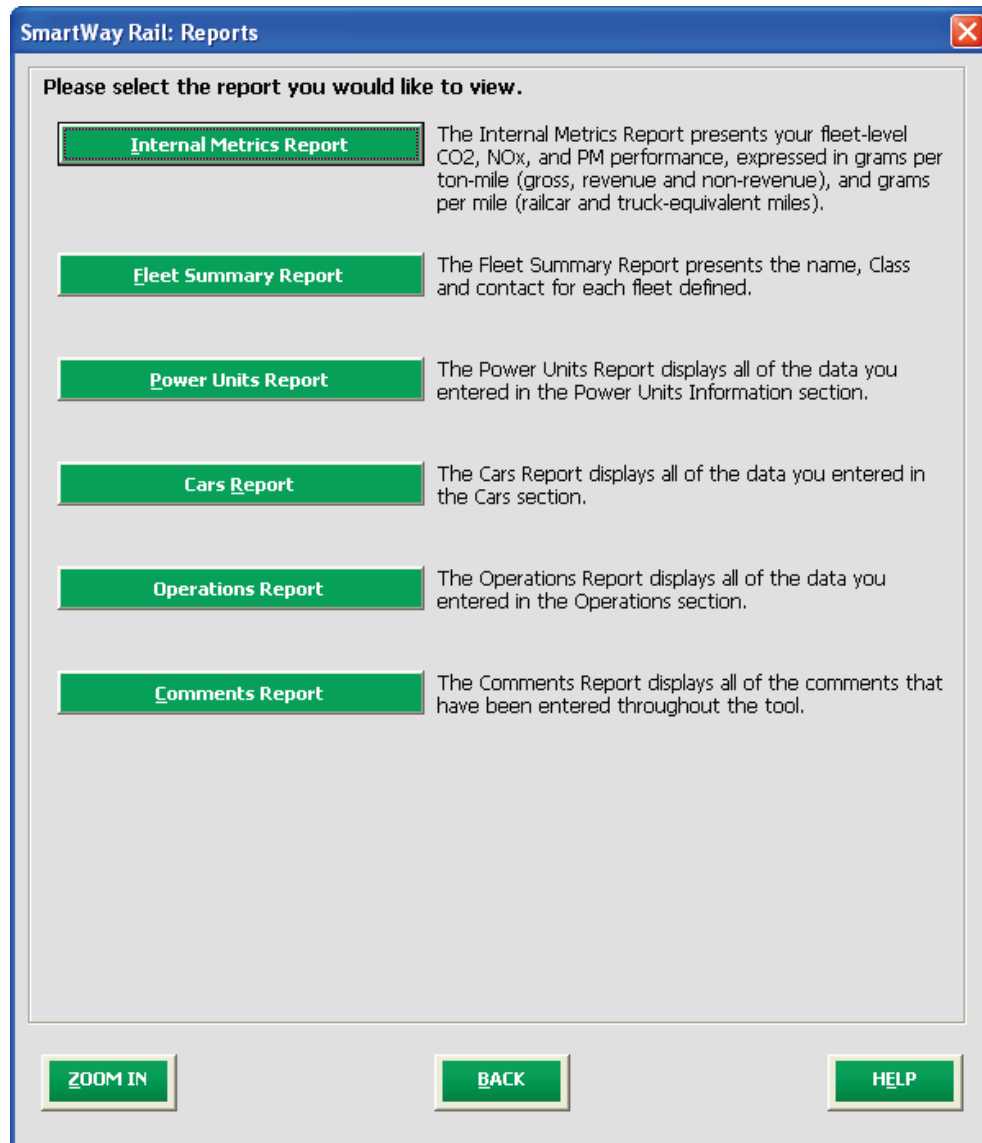 SmartWay Rail: Reports
Please select the report you would like to view.
Internal Metrics Report
The Internal Metrics Report presents your fleet-level
CO2, NOx, and PM performance, expressed in grams per
ton-mile (gross, revenue and non-revenue), and grams
per mile (railcar and truck-equivalent miles).
Fleet Summary Report
The Fleet Summary Report presents the name, Class
and contact for each fleet defined.
Power Units Report
The Power Units Report displays all of the data you
entered in the Power Units Information section.
Cars Report
The Cars Report displays all of the data you entered in
the Cars section.
Operations Report
The Operations Report displays all of the data you
entered in the Operations section.
Comments Report
The Comments Report displays all of the comments that
have been entered throughout the tool.
ZOOM IN
BACK
HELP